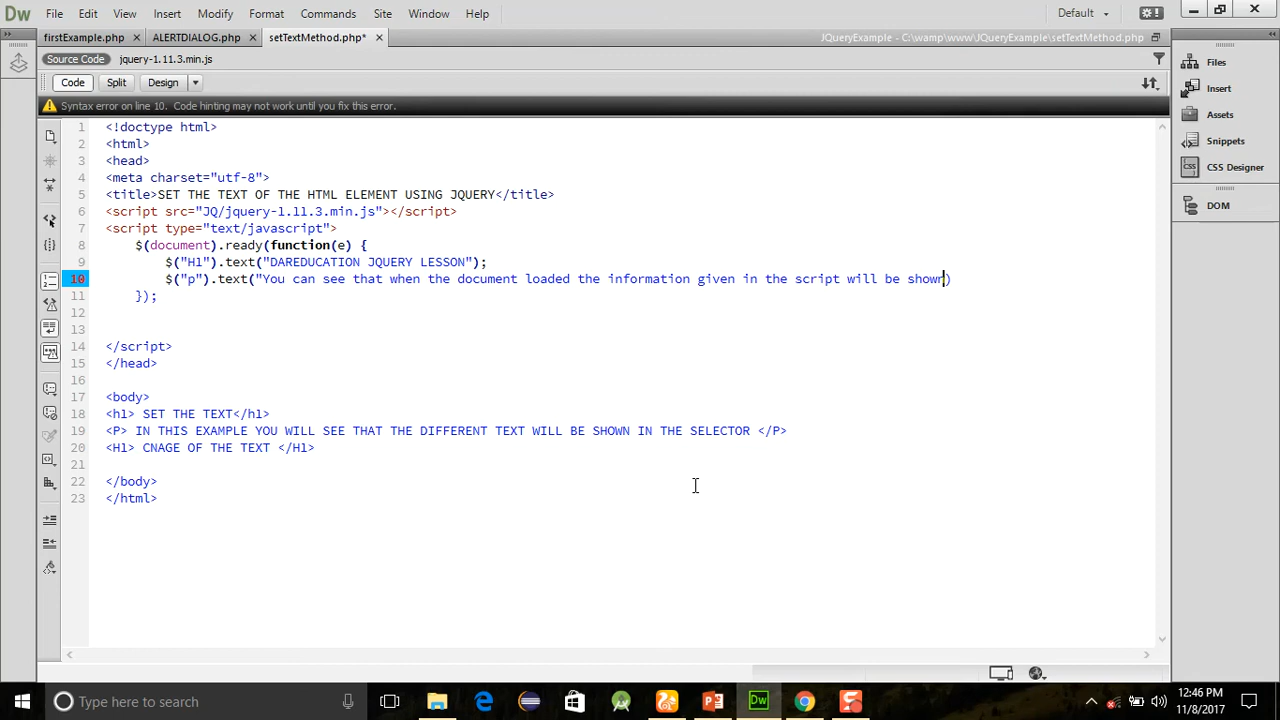 Dw File Edit View Insert Modify Format Commands Site Window Help Default
firstExample.php × ALERTDIALOG.php × setTextMethod.php* × JQueryExample - C:\wamp\www\JQueryExample\setTextMethod.php
Source Code jquery-1.11.3.min.js
Code Split Design
Syntax error on line 10. Code hinting may not work until you fix this error.
1 <!doctype html>
2 <html>
3 <head>
4 <meta charset="utf-8">
5 <title>SET THE TEXT OF THE HTML ELEMENT USING JQUERY</title>
6 <script src="JQ/jquery-1.11.3.min.js"></script>
7 <script type="text/javascript">
8 $(document).ready(function(e) {
9 $("H1").text("DAREDUCATION JQUERY LESSON");
10 $("p").text("You can see that when the document loaded the information given in the script will be shown)
11 });
12
13
14 </script>
15 </head>
16
17 <body>
18 <h1> SET THE TEXT</h1>
19 <P> IN THIS EXAMPLE YOU WILL SEE THAT THE DIFFERENT TEXT WILL BE SHOWN IN THE SELECTOR </P>
20 <H1> CNAGE OF THE TEXT </H1>
21
22 </body>
23 </html>
Files
Insert
Assets
Snippets
CSS Designer
DOM
Type here to search
Dw
12:46 PM
11/8/2017